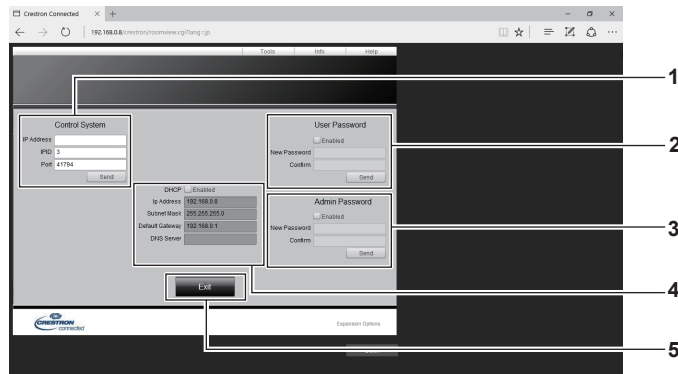 Crestron Connected
192.168.0.8/crestron/roomview.cgi?lang=jp
Tools Info Help
1
Control System
IP Address
IPID 3
Port 41794
Send
User Password
Enabled
New Password
Confirm
Send
2
DHCP Enabled
Ip Address 192.168.0.8
Subnet Mask 255.255.255.0
Default Gateway 192.168.0.1
DNS Server
Admin Password
Enabled
New Password
Confirm
Send
3
Exit
4
CRESTRON
connected
Expansion Options
5